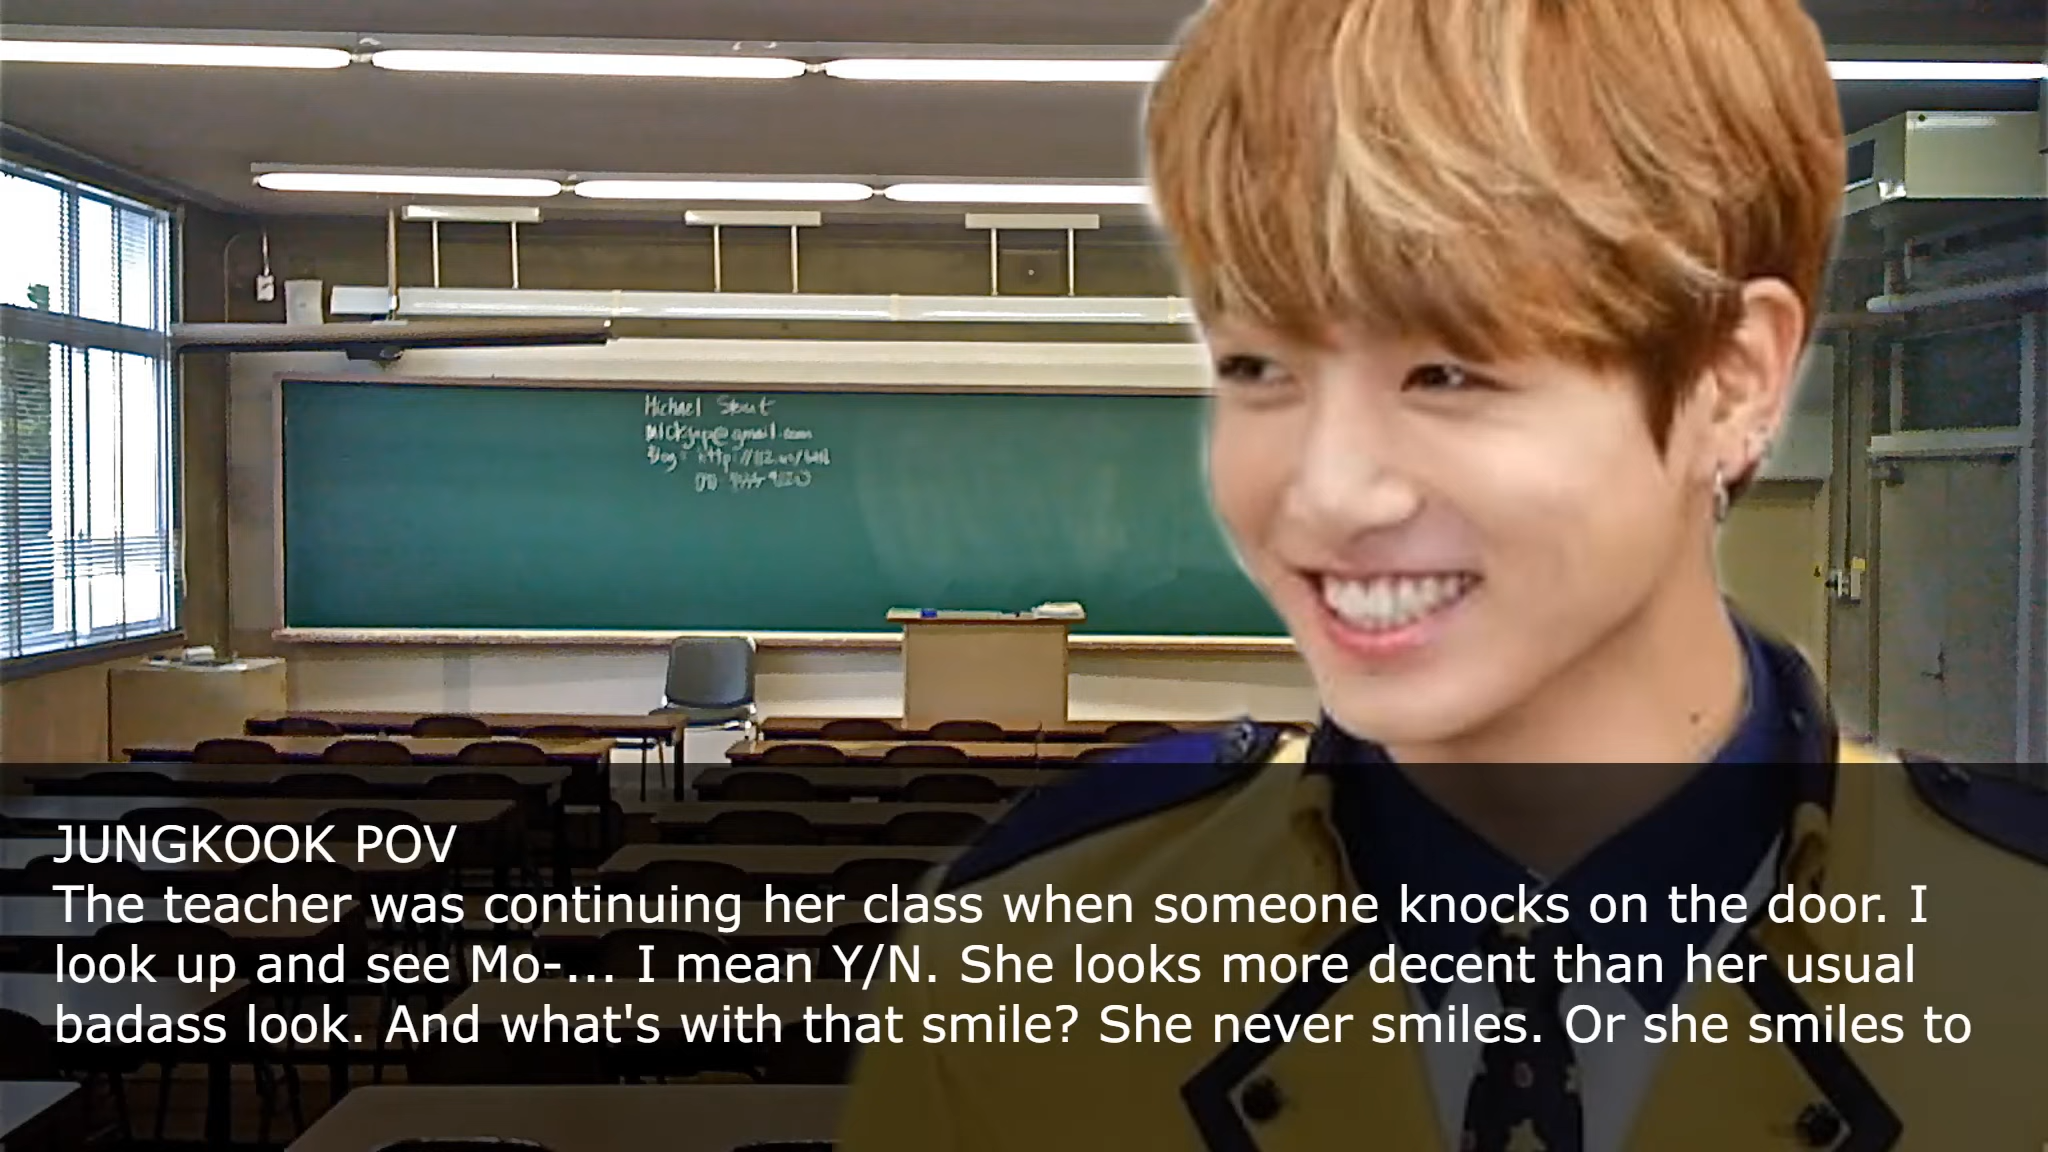 Michael
JUNGKOOK POV
The teacher was continuing her class when someone knocks on the door. I
look up and see Mo-... I mean Y/N. She looks more decent than her usual
badass look. And what's with that smile? She never smiles. Or she smiles to